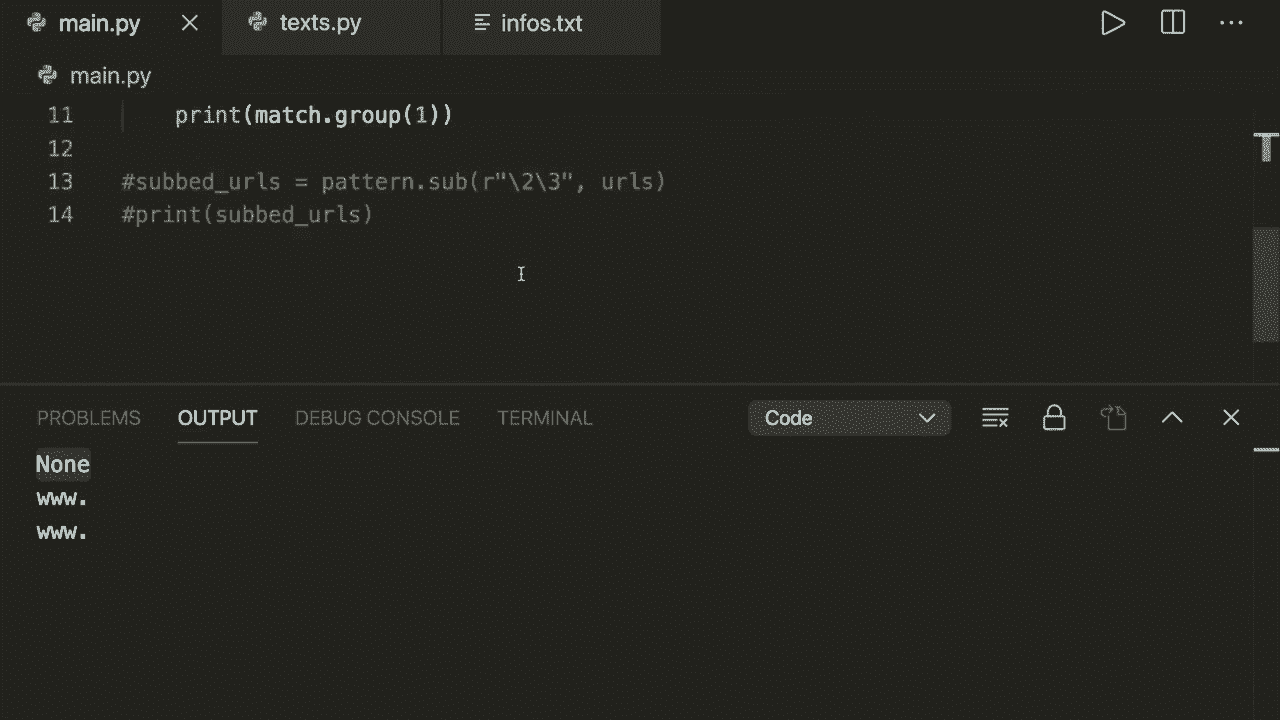 main.py
texts.py
infos.txt
main.py
11 print(match.group(1))
12
13 #subbed_urls = pattern.sub(r"\2\3", urls)
14 #print(subbed_urls)
PROBLEMS OUTPUT DEBUG CONSOLE TERMINAL Code
None
www.
www.